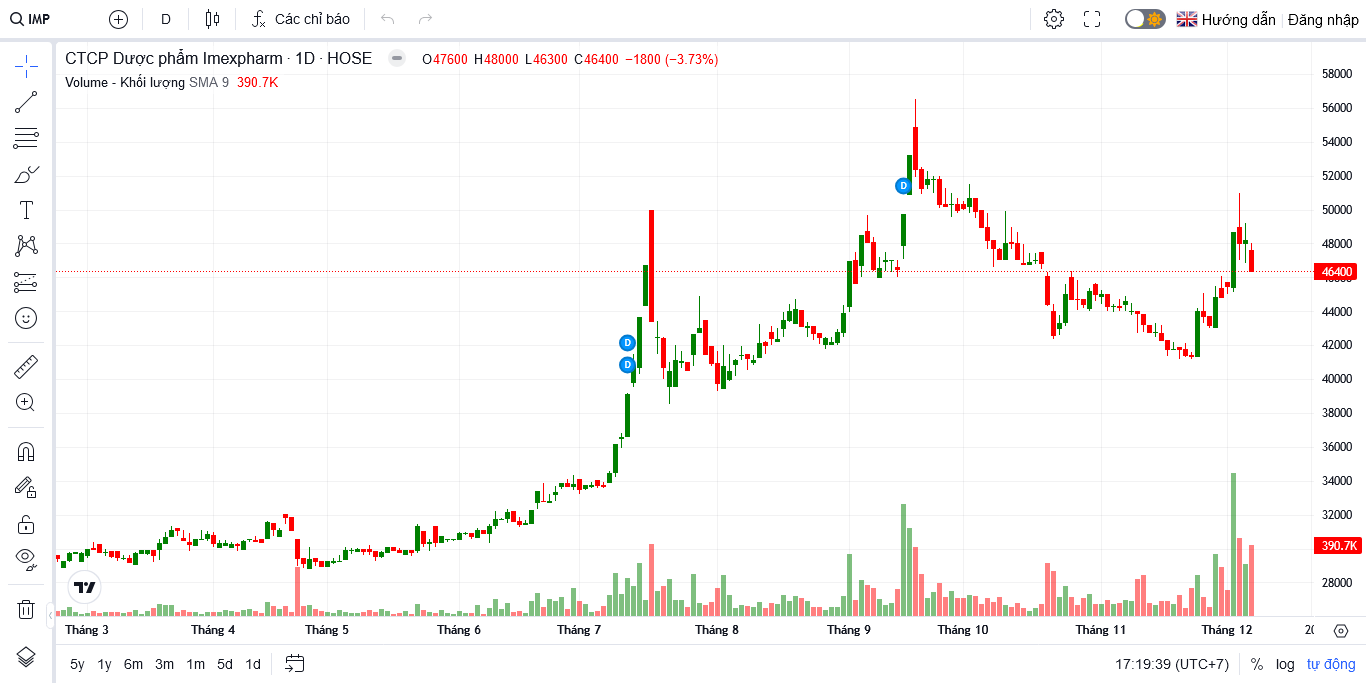 IMP D Các chỉ báo Hướng dẫn Đăng nhập
CTCP Dược phẩm Imexpharm · 1D · HOSE O47600 H48000 L46300 C46400 −1800 (−3.73%)
Volume - Khối lượng SMA 9 390.7K
58000
56000
54000
52000
D
50000
48000
46400
44000
D
42000
D
40000
38000
36000
34000
32000
390.7K
28000
Tháng 3 Tháng 4 Tháng 5 Tháng 6 Tháng 7 Tháng 8 Tháng 9 Tháng 10 Tháng 11 Tháng 12
5y 1y 6m 3m 1m 5d 1d 17:19:39 (UTC+7) % log tự động